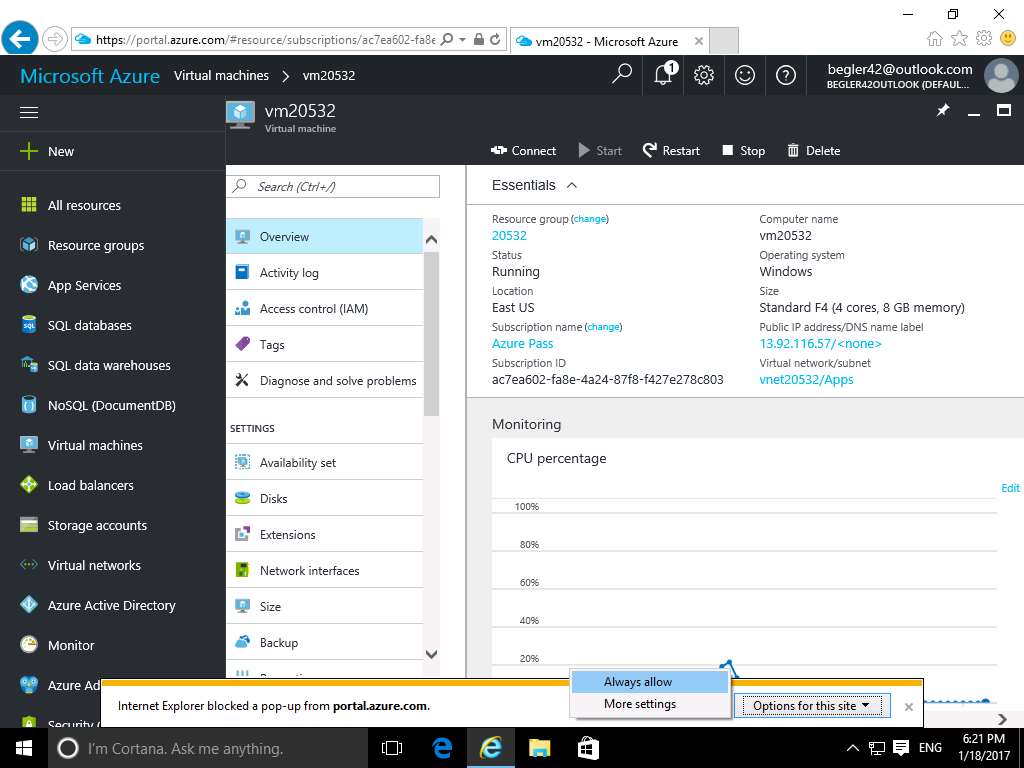 https://portal.azure.com/#resource/subscriptions/ac7ea602-fa8e
vm20532 - Microsoft Azure
Microsoft Azure
Virtual machines
vm20532
1
begler42@outlook.com
BEGLER42OUTLOOK (DEFAUL...
vm20532
Virtual machine
New
Connect
Start
Restart
Stop
Delete
Search (Ctrl+/)
Essentials
All resources
Resource groups
App Services
SQL databases
SQL data warehouses
NoSQL (DocumentDB)
Virtual machines
Load balancers
Storage accounts
Virtual networks
Azure Active Directory
Monitor
Azure Ad
Security
Overview
Activity log
Access control (IAM)
Tags
Diagnose and solve problems
SETTINGS
Availability set
Disks
Extensions
Network interfaces
Size
Backup
Resource group (change)
20532
Status
Running
Location
East US
Subscription name (change)
Azure Pass
Subscription ID
ac7ea602-fa8e-4a24-87f8-f427e278c803
Computer name
vm20532
Operating system
Windows
Size
Standard F4 (4 cores, 8 GB memory)
Public IP address/DNS name label
13.92.116.57/<none>
Virtual network/subnet
vnet20532/Apps
Monitoring
CPU percentage
Edit
100%
80%
60%
40%
20%
Always allow
More settings
Internet Explorer blocked a pop-up from portal.azure.com.
Options for this site
I'm Cortana. Ask me anything.
ENG
6:21 PM
1/18/2017